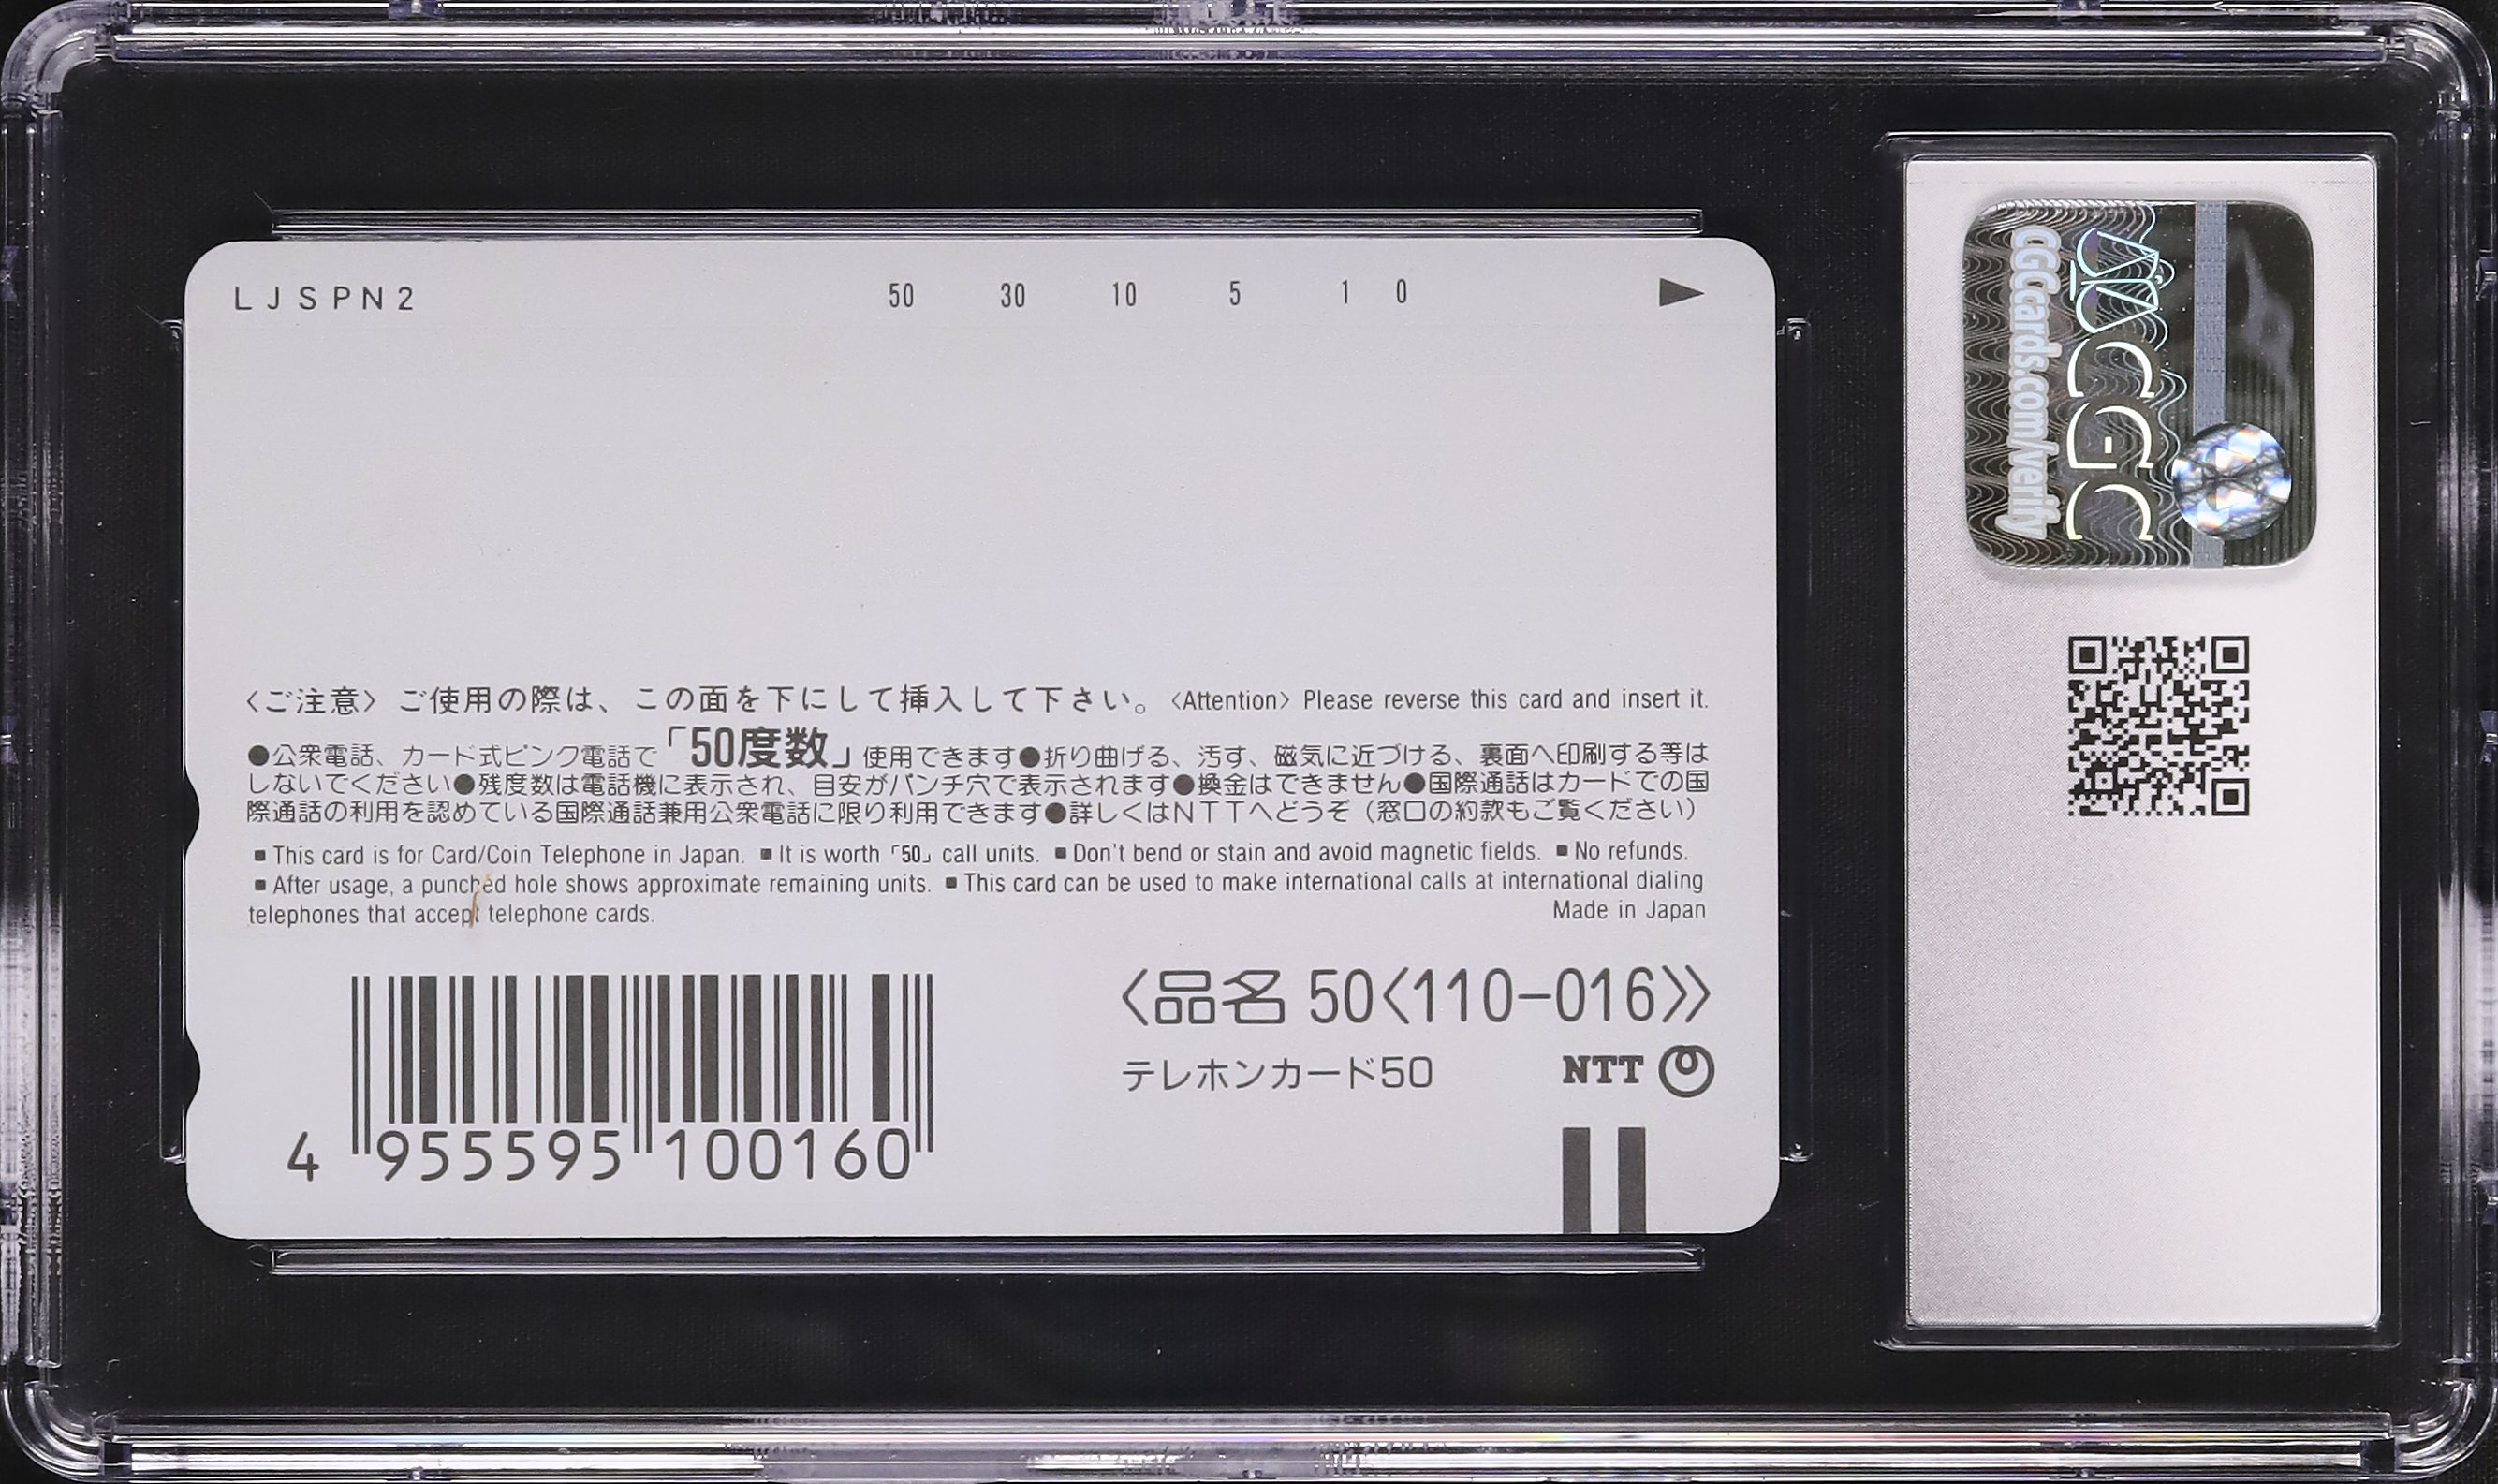 LJSPN2 50 30 10 5 1 0
〈ご注意〉ご使用の際は、この面を下にして挿入して下さい。〈Attention〉 Please reverse this card and insert it.
●公衆電話、カード式ピンク電話で「50度数」使用できます●折り曲げる、汚す、磁気に近づける、裏面へ印刷する等は
しないでください●残度数は電話機に表示され、目安がパンチ穴で表示されます●換金はできません●国際通話はカードでの国
際通話の利用を認めている国際通話兼用公衆電話に限り利用できます●詳しくはNTTへどうぞ（窓口の約款もご覧ください）
■This card is for Card/Coin Telephone in Japan. ■It is worth「50」call units. ■Don't bend or stain and avoid magnetic fields. ■No refunds.
■After usage, a punched hole shows approximate remaining units. ■This card can be used to make international calls at international dialing
telephones that accept telephone cards. Made in Japan
〈品名 50〈110-016〉〉
テレホンカード50 NTT
4 955595 100160
CGC
CGCcards.com/verify